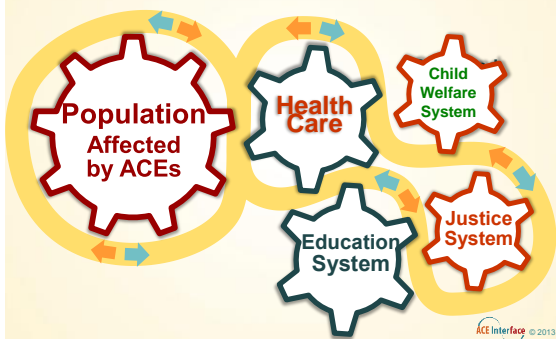 Population
Affected
by ACEs
Health
Care
Child
Welfare
System
Education
System
Justice
System
ACE Interface © 2013